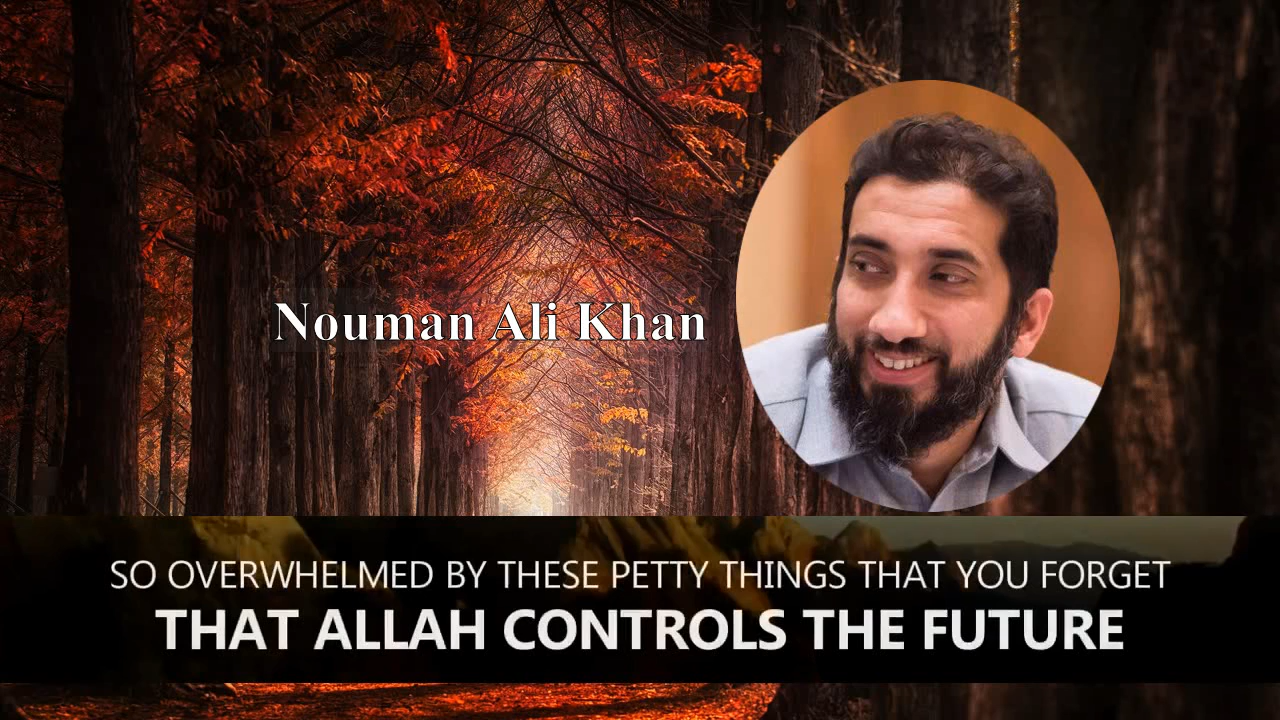 Nouman Ali Khan
SO OVERWHELMED BY THESE PETTY THINGS THAT YOU FORGET
THAT ALLAH CONTROLS THE FUTURE